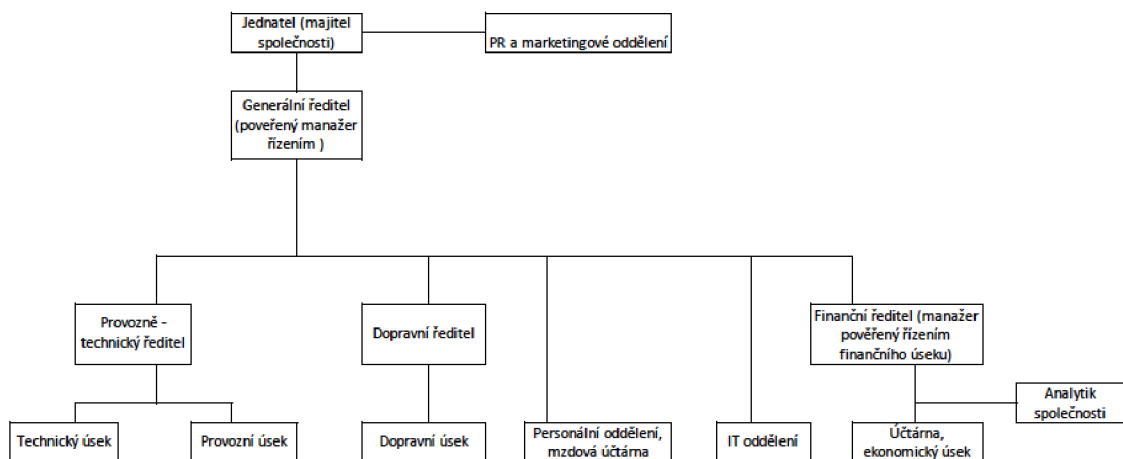 Jednatel (majitel
společnosti)
PR a marketingové oddělení
Generální ředitel
(poveřený manažer
řízením )
Provozně -
technický ředitel
Dopravní ředitel
Finanční ředitel (manažer
pověřený řízením
finančního úseku)
Analytik
společnosti
Technický úsek
Provozní úsek
Dopravní úsek
Personální oddělení,
mzdová účtárna
IT oddělení
Účtárna,
ekonomický úsek